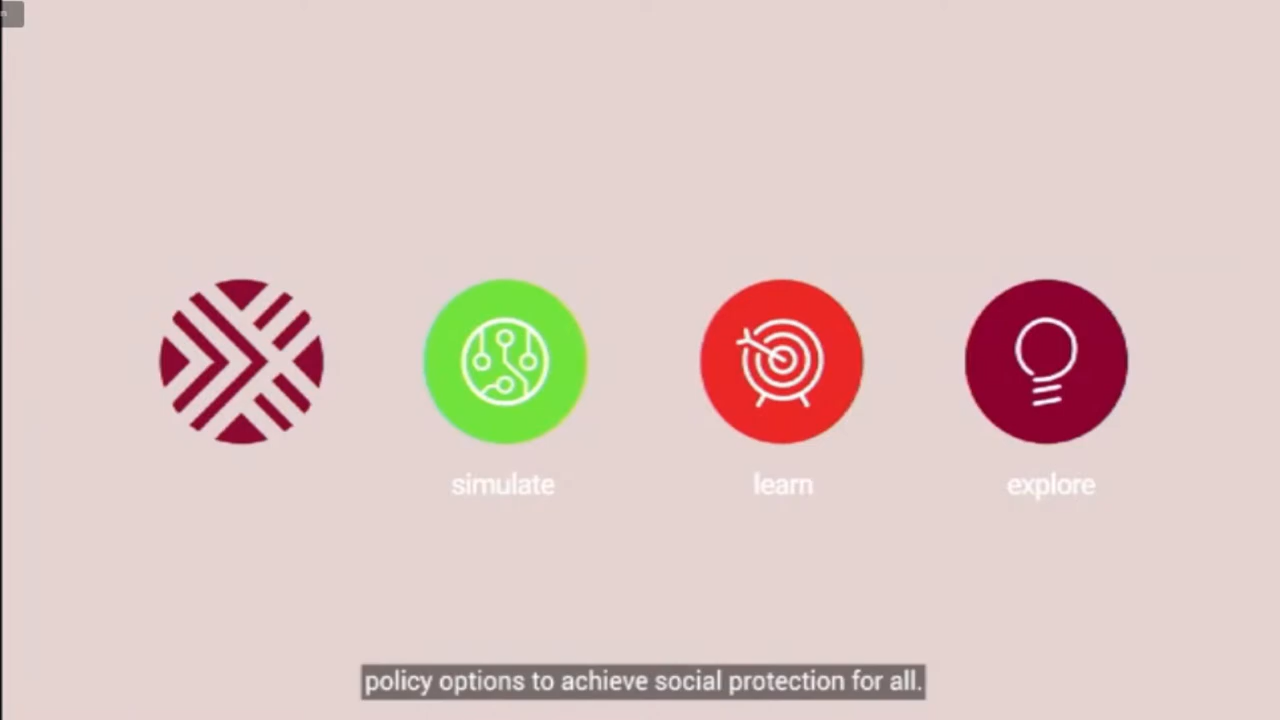 simulate
learn
explore
policy options to achieve social protection for all.